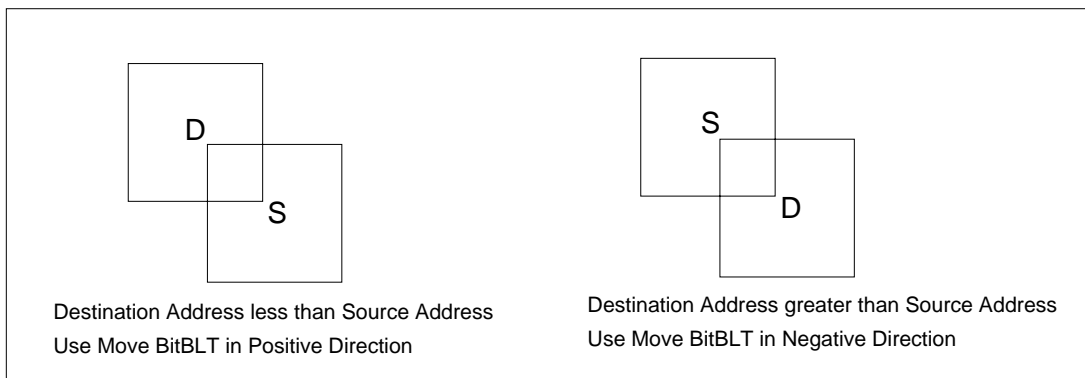 D
S
Destination Address less than Source Address
Use Move BitBLT in Positive Direction
S
D
Destination Address greater than Source Address
Use Move BitBLT in Negative Direction